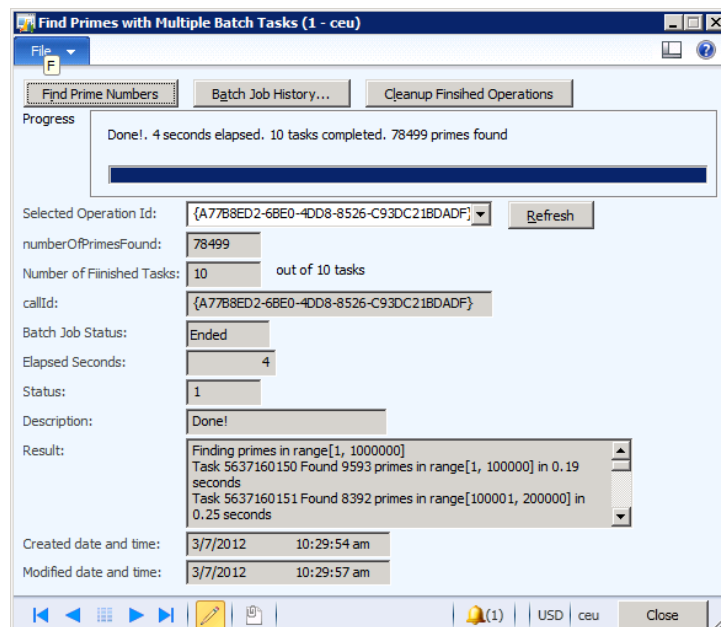 Find Primes with Multiple Batch Tasks (1 - ceu)
File
F
Find Prime Numbers
Batch Job History...
Cleanup Finsihed Operations
Progress
Done!. 4 seconds elapsed. 10 tasks completed. 78499 primes found
Selected Operation Id: {A77B8ED2-6BE0-4DD8-8526-C93DC21BDADF} Refresh
numberOfPrimesFound: 78499
Number of Fiinished Tasks: 10 out of 10 tasks
callId: {A77B8ED2-6BE0-4DD8-8526-C93DC21BDADF}
Batch Job Status: Ended
Elapsed Seconds: 4
Status: 1
Description: Done!
Result: Finding primes in range[1, 1000000]
Task 5637160150 Found 9593 primes in range[1, 100000] in 0.19
seconds
Task 5637160151 Found 8392 primes in range[100001, 200000] in
0.25 seconds
Created date and time: 3/7/2012 10:29:54 am
Modified date and time: 3/7/2012 10:29:57 am
(1) USD ceu Close